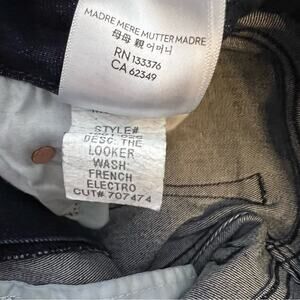 MADRE MERE MUTTER MADRE
母母 親 어머니
RN 133376
CA 62349
STYLE#
DESC: THE
LOOKER
WASH:
FRENCH
ELECTRO
CUT# 707474